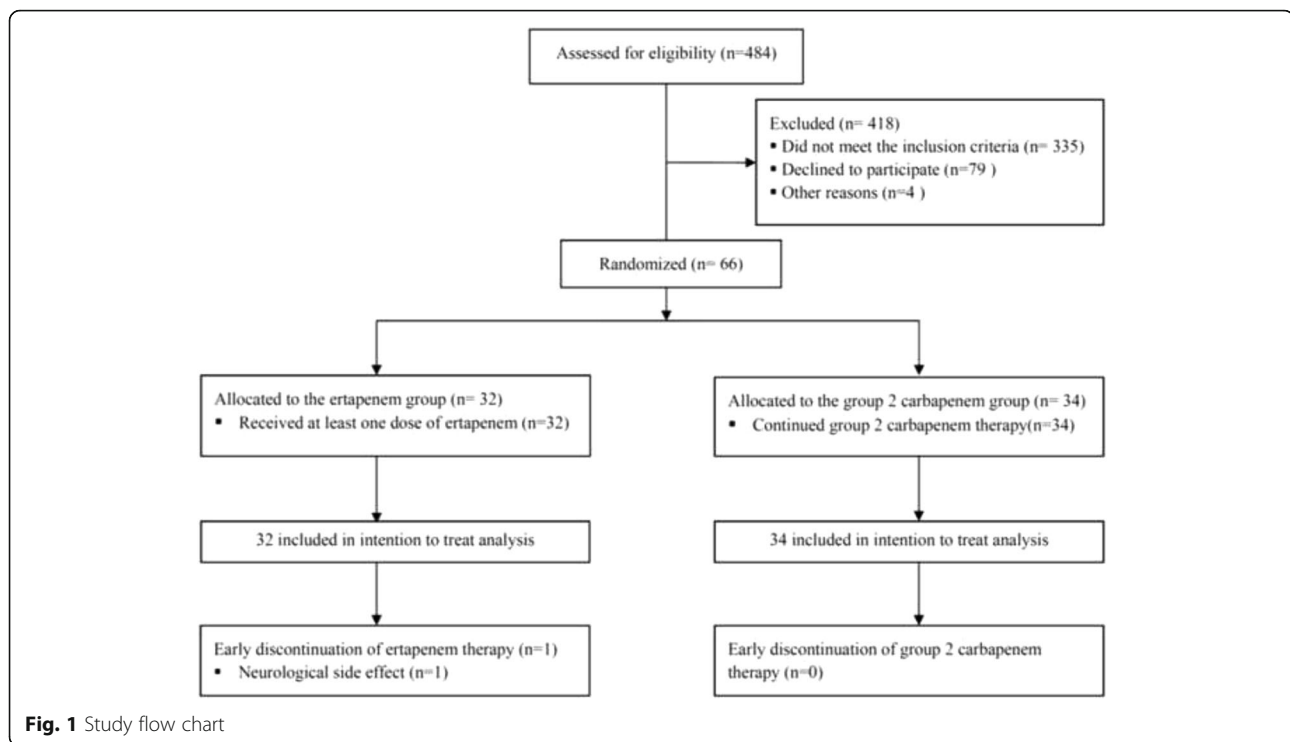 Assessed for eligibility (n=484)
Excluded (n= 418)
▪ Did not meet the inclusion criteria (n= 335)
▪ Declined to participate (n=79 )
▪ Other reasons (n=4 )
Randomized (n= 66)
Allocated to the ertapenem group (n= 32)
▪ Received at least one dose of ertapenem (n=32)
Allocated to the group 2 carbapenem group (n= 34)
▪ Continued group 2 carbapenem therapy(n=34)
32 included in intention to treat analysis
34 included in intention to treat analysis
Early discontinuation of ertapenem therapy (n=1)
▪ Neurological side effect (n=1)
Early discontinuation of group 2 carbapenem
therapy (n=0)
Fig. 1 Study flow chart